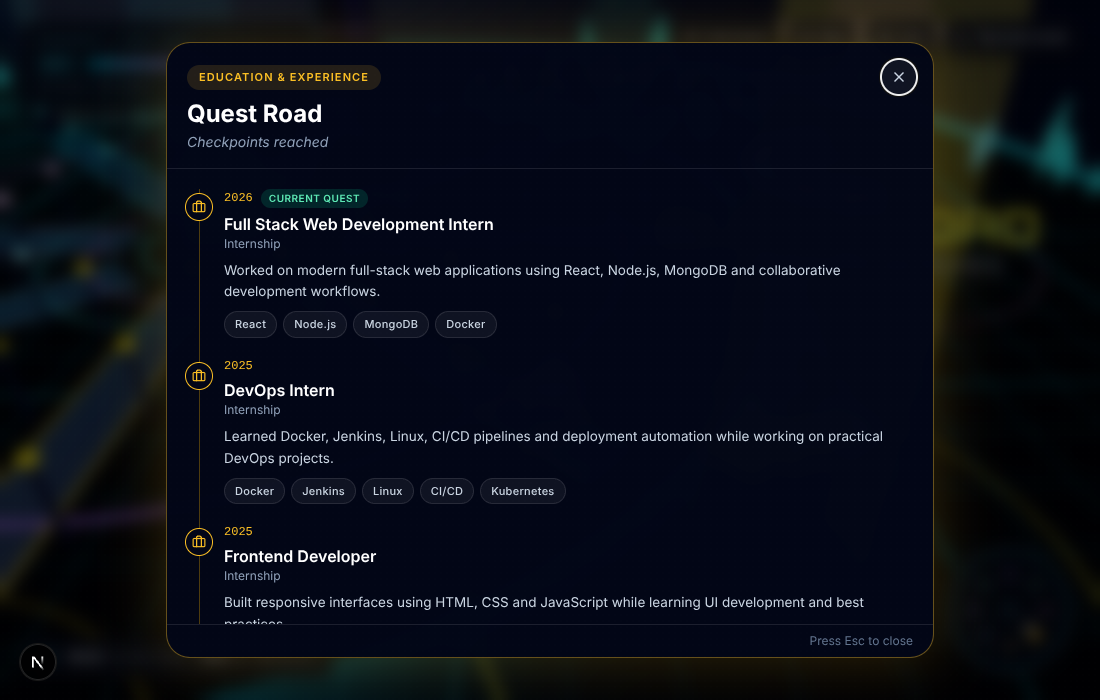 EDUCATION & EXPERIENCE
Quest Road
Checkpoints reached
2026 CURRENT QUEST
Full Stack Web Development Intern
Internship
Worked on modern full-stack web applications using React, Node.js, MongoDB and collaborative
development workflows.
React Node.js MongoDB Docker
2025
DevOps Intern
Internship
Learned Docker, Jenkins, Linux, CI/CD pipelines and deployment automation while working on practical
DevOps projects.
Docker Jenkins Linux CI/CD Kubernetes
2025
Frontend Developer
Internship
Built responsive interfaces using HTML, CSS and JavaScript while learning UI development and best
practices.
Press Esc to close
N